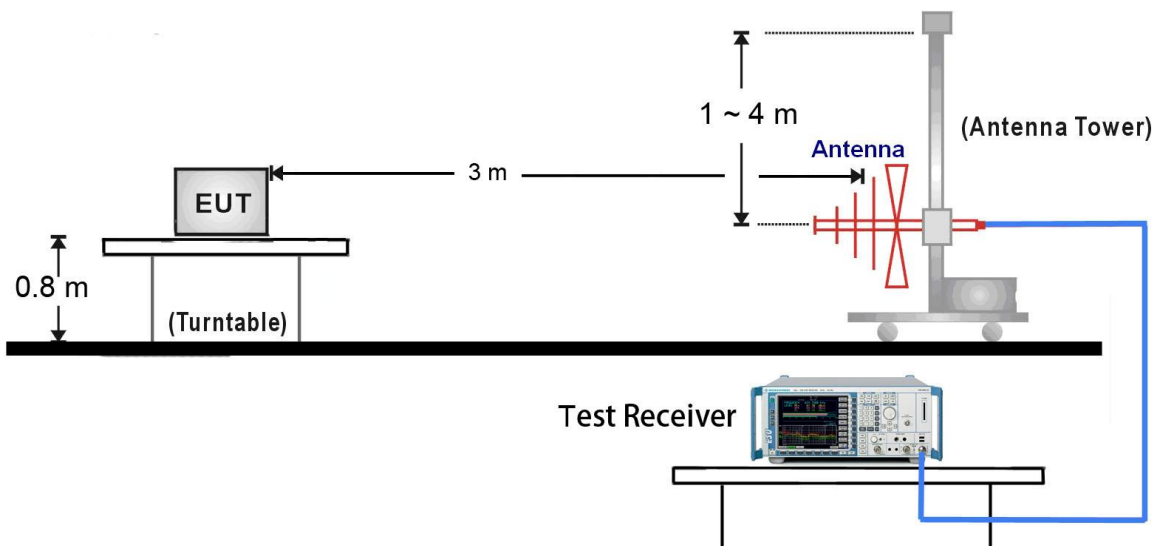 1 ~ 4 m
(Antenna Tower)
Antenna
3 m
EUT
0.8 m
(Turntable)
Test Receiver